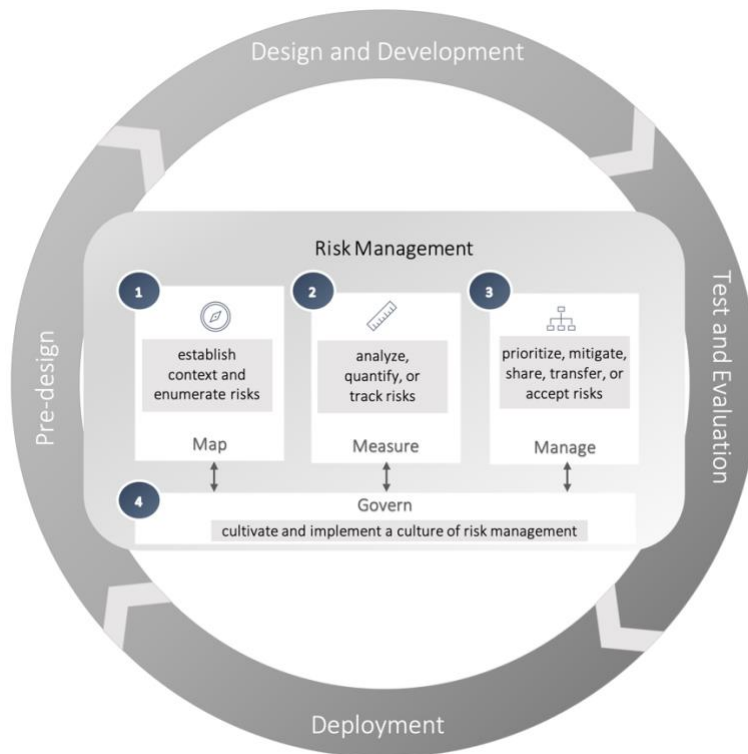 Design and Development
Pre-design
Test and Evaluation
Risk Management
1
2
3
establish
context and
enumerate risks
analyze,
quantify, or
track risks
prioritize, mitigate,
share, transfer, or
accept risks
Map
Measure
Manage
4
Govern
cultivate and implement a culture of risk management
Deployment